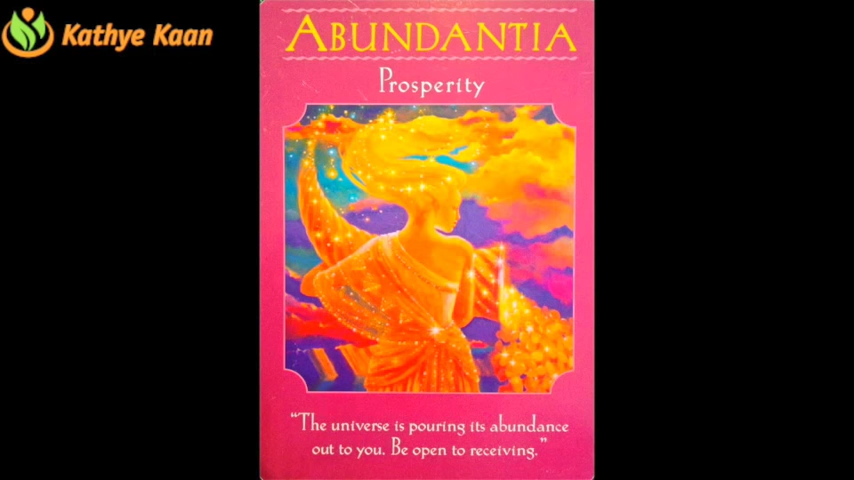 Kathye Kaan
ABUNDANTIA
Prosperity
“The universe is pouring its abundance
out to you. Be open to receiving.”